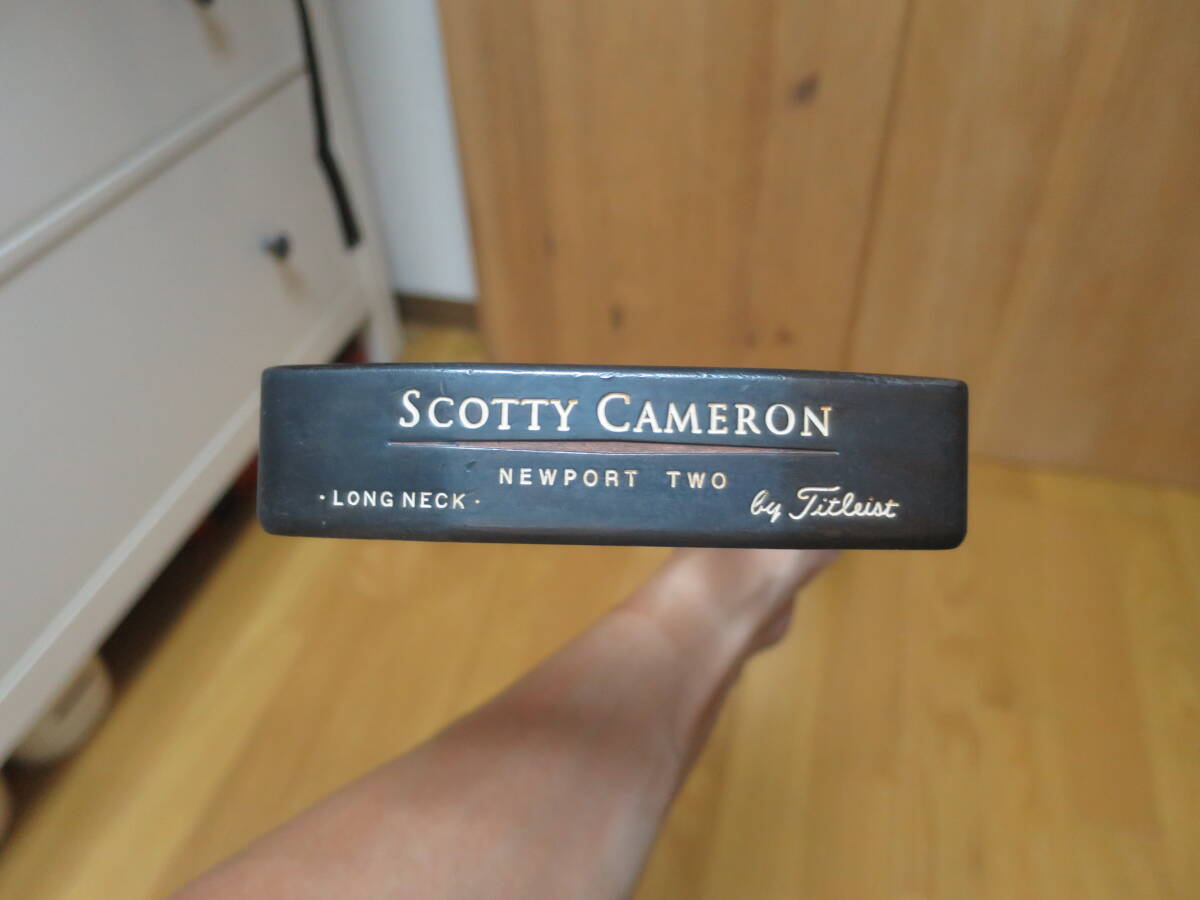 SCOTTY CAMERON
NEWPORT TWO
· LONG NECK ·
by Titleist